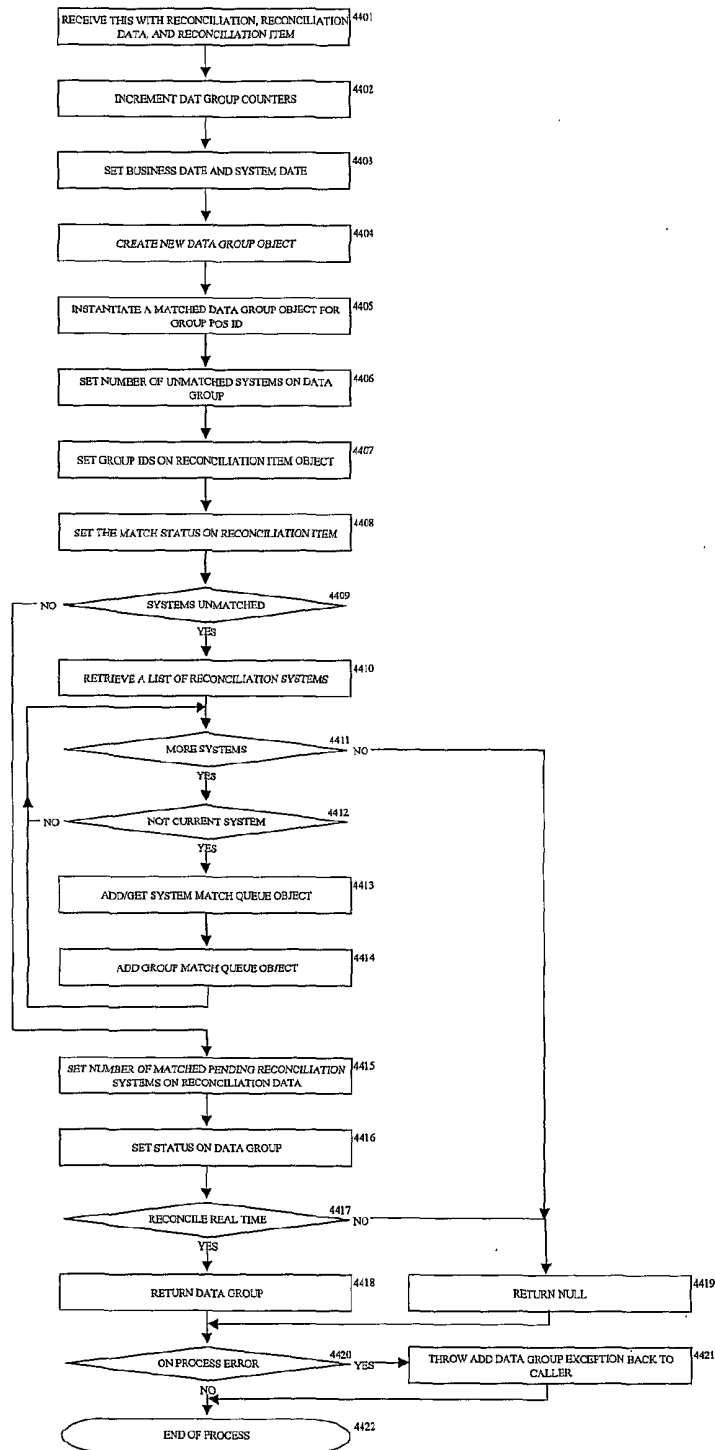 RECEIVE THIS WITH RECONCILIATION, RECONCILIATION
DATA, AND RECONCILIATION ITEM
4401
INCREMENT DAT GROUP COUNTERS
4402
SET BUSINESS DATE AND SYSTEM DATE
4403
CREATE NEW DATA GROUP OBJECT
4404
INSTANTIATE A MATCHED DATA GROUP OBJECT FOR
GROUP POS ID
4405
SET NUMBER OF UNMATCHED SYSTEMS ON DATA
GROUP
4406
SET GROUP IDS ON RECONCILIATION ITEM OBJECT
4407
SET THE MATCH STATUS ON RECONCILIATION ITEM
4408
NO
SYSTEMS UNMATCHED
4409
YES
RETRIEVE A LIST OF RECONCILIATION SYSTEMS
4410
MORE SYSTEMS
4411
NO
YES
NO
NOT CURRENT SYSTEM
4412
YES
ADD/GET SYSTEM MATCH QUEUE OBJECT
4413
ADD GROUP MATCH QUEUE OBJECT
4414
SET NUMBER OF MATCHED PENDING RECONCILIATION
SYSTEMS ON RECONCILIATION DATA
4415
SET STATUS ON DATA GROUP
4416
RECONCILE REAL TIME
4417
NO
YES
RETURN DATA GROUP
4418
RETURN NULL
4419
ON PROCESS ERROR
4420
YES
THROW ADD DATA GROUP EXCEPTION BACK TO
CALLER
4421
NO
END OF PROCESS
4422